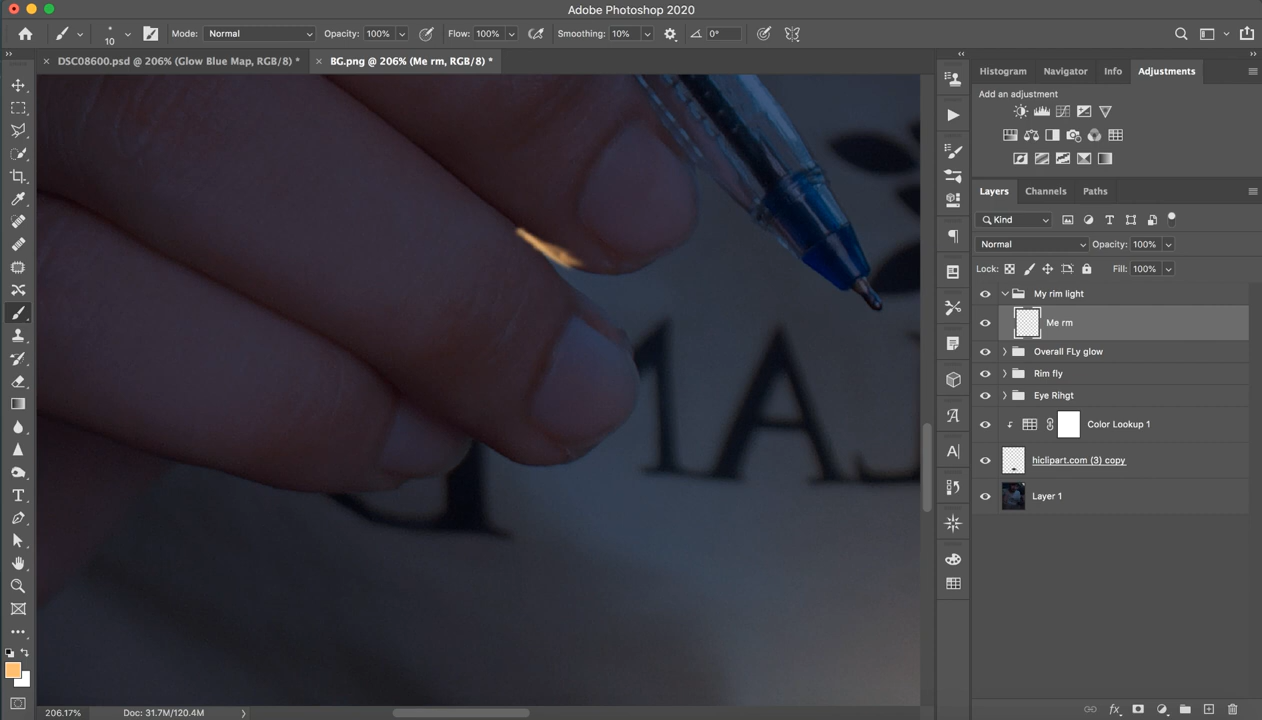 Adobe Photoshop 2020
10
Mode: Normal
Opacity: 100%
Flow: 100%
Smoothing: 10%
0°
DSC08600.psd @ 206% (Glow Blue Map, RGB/8) *
BG.png @ 206% (Me rm, RGB/8) *
Histogram
Navigator
Info
Adjustments
Add an adjustment
Layers
Channels
Paths
Kind
Normal
Opacity: 100%
Lock:
Fill: 100%
My rim light
Me rm
Overall FLy glow
Rim fly
Eye Rihgt
Color Lookup 1
hiclipart.com (3) copy
Layer 1
206.17%
Doc: 31.7M/120.4M